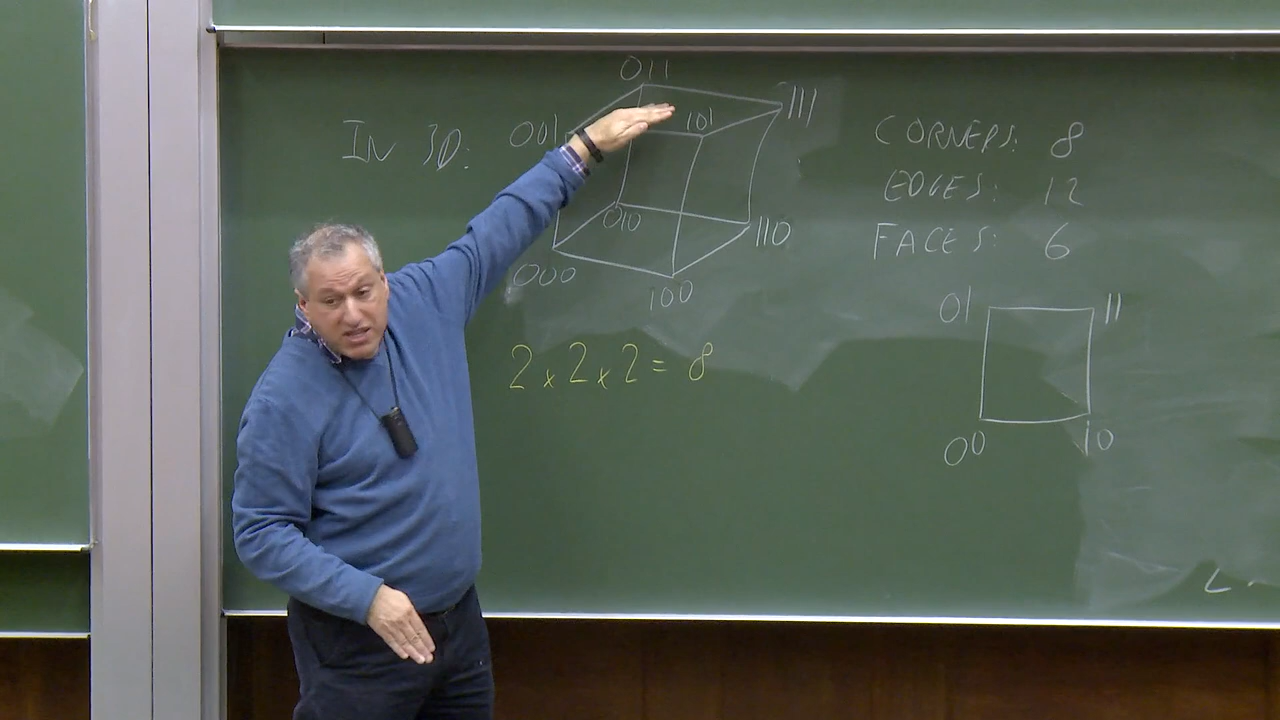 IN 3D:
011
001
101
111
010
110
000
100
CORNERS: 8
EDGES: 12
FACES: 6
2 x 2 x 2 = 8
01
11
00
10